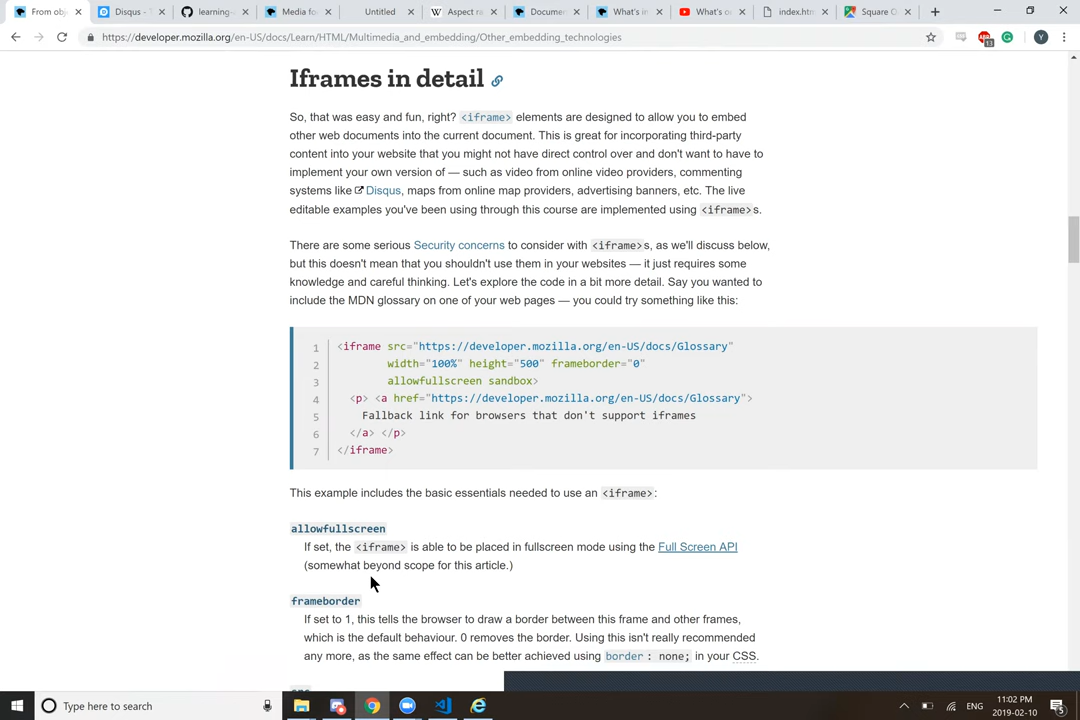 From obj
Disqus - T
learning-
Media fo
Untitled
Aspect ra
Documen
What's in
What's o
index.htm
Square O
https://developer.mozilla.org/en-US/docs/Learn/HTML/Multimedia_and_embedding/Other_embedding_technologies
13
Y
Iframes in detail
So, that was easy and fun, right? <iframe> elements are designed to allow you to embed
other web documents into the current document. This is great for incorporating third-party
content into your website that you might not have direct control over and don't want to have to
implement your own version of — such as video from online video providers, commenting
systems like Disqus, maps from online map providers, advertising banners, etc. The live
editable examples you've been using through this course are implemented using <iframe>s.
There are some serious Security concerns to consider with <iframe>s, as we'll discuss below,
but this doesn't mean that you shouldn't use them in your websites — it just requires some
knowledge and careful thinking. Let's explore the code in a bit more detail. Say you wanted to
include the MDN glossary on one of your web pages — you could try something like this:
1 <iframe src="https://developer.mozilla.org/en-US/docs/Glossary"
2 width="100%" height="500" frameborder="0"
3 allowfullscreen sandbox>
4 <p> <a href="https://developer.mozilla.org/en-US/docs/Glossary">
5 Fallback link for browsers that don't support iframes
6 </a> </p>
7 </iframe>
This example includes the basic essentials needed to use an <iframe>:
allowfullscreen
If set, the <iframe> is able to be placed in fullscreen mode using the Full Screen API
(somewhat beyond scope for this article.)
frameborder
If set to 1, this tells the browser to draw a border between this frame and other frames,
which is the default behaviour. 0 removes the border. Using this isn't really recommended
any more, as the same effect can be better achieved using border: none; in your CSS.
Type here to search
ENG
11:02 PM
2019-02-10
5